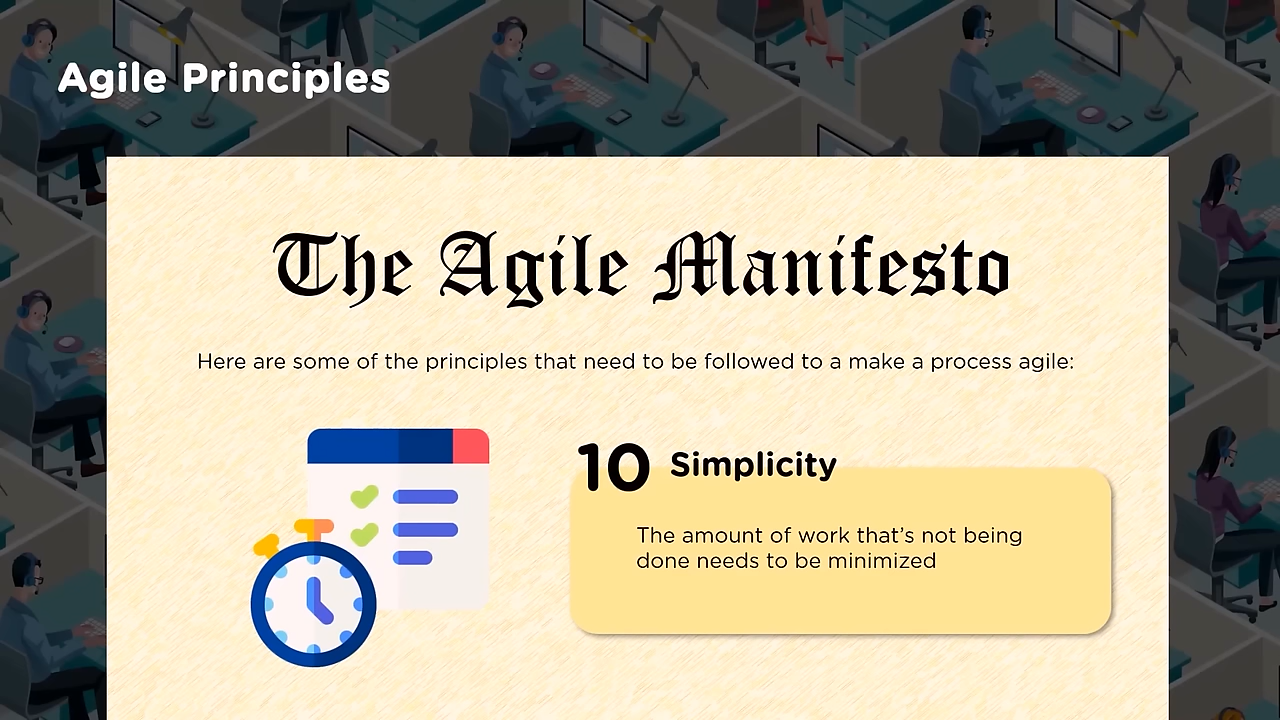 Agile Principles
The Agile Manifesto
Here are some of the principles that need to be followed to a make a process agile:
10 Simplicity
The amount of work that's not being
done needs to be minimized